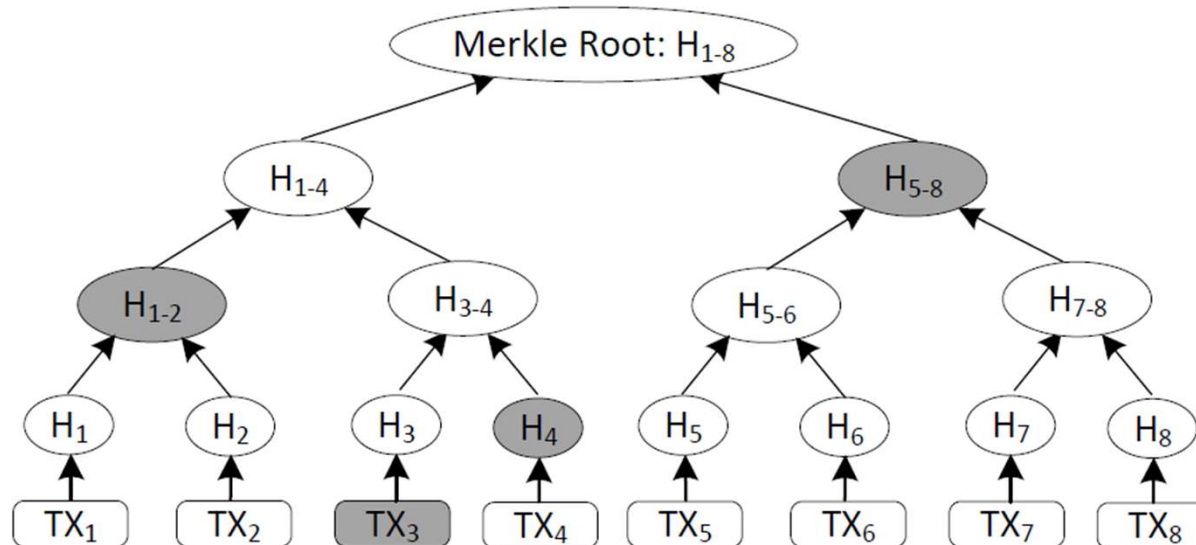 Merkle Root: H₁₋₈
H₁₋₄ H₅₋₈
H₁₋₂ H₃₋₄ H₅₋₆ H₇₋₈
H₁ H₂ H₃ H₄ H₅ H₆ H₇ H₈
TX₁ TX₂ TX₃ TX₄ TX₅ TX₆ TX₇ TX₈